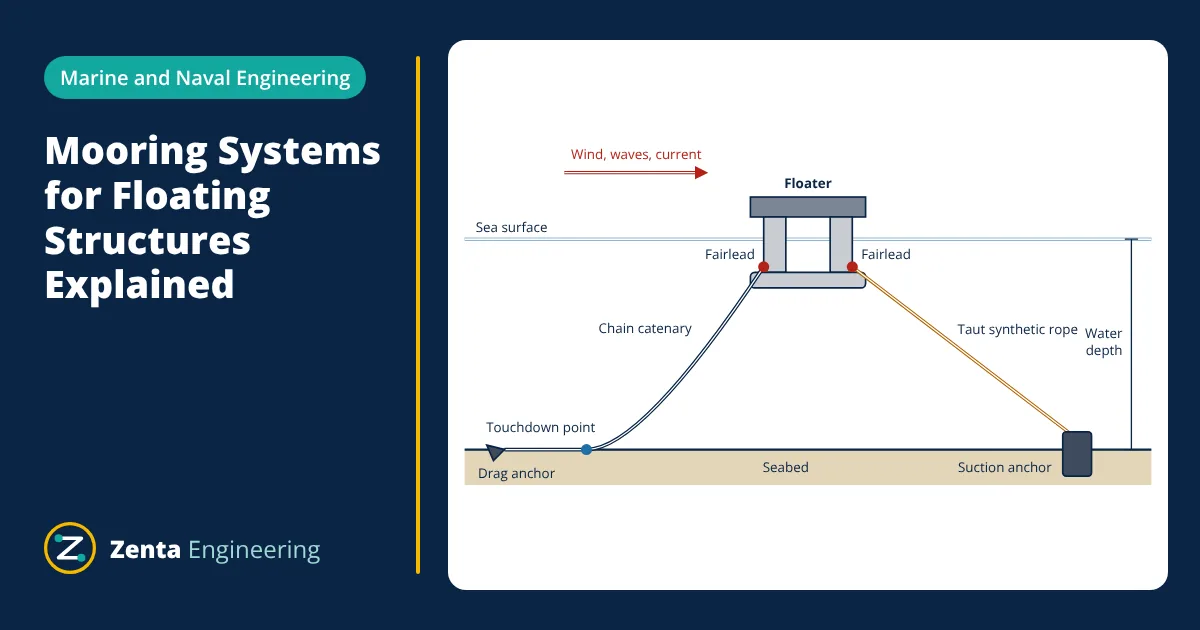 Marine and Naval Engineering
Mooring Systems
for Floating
Structures
Explained
Zenta Engineering
Wind, waves, current
Floater
Sea surface
Fairlead
Fairlead
Chain catenary
Taut synthetic rope
Water
depth
Touchdown point
Drag anchor
Seabed
Suction anchor